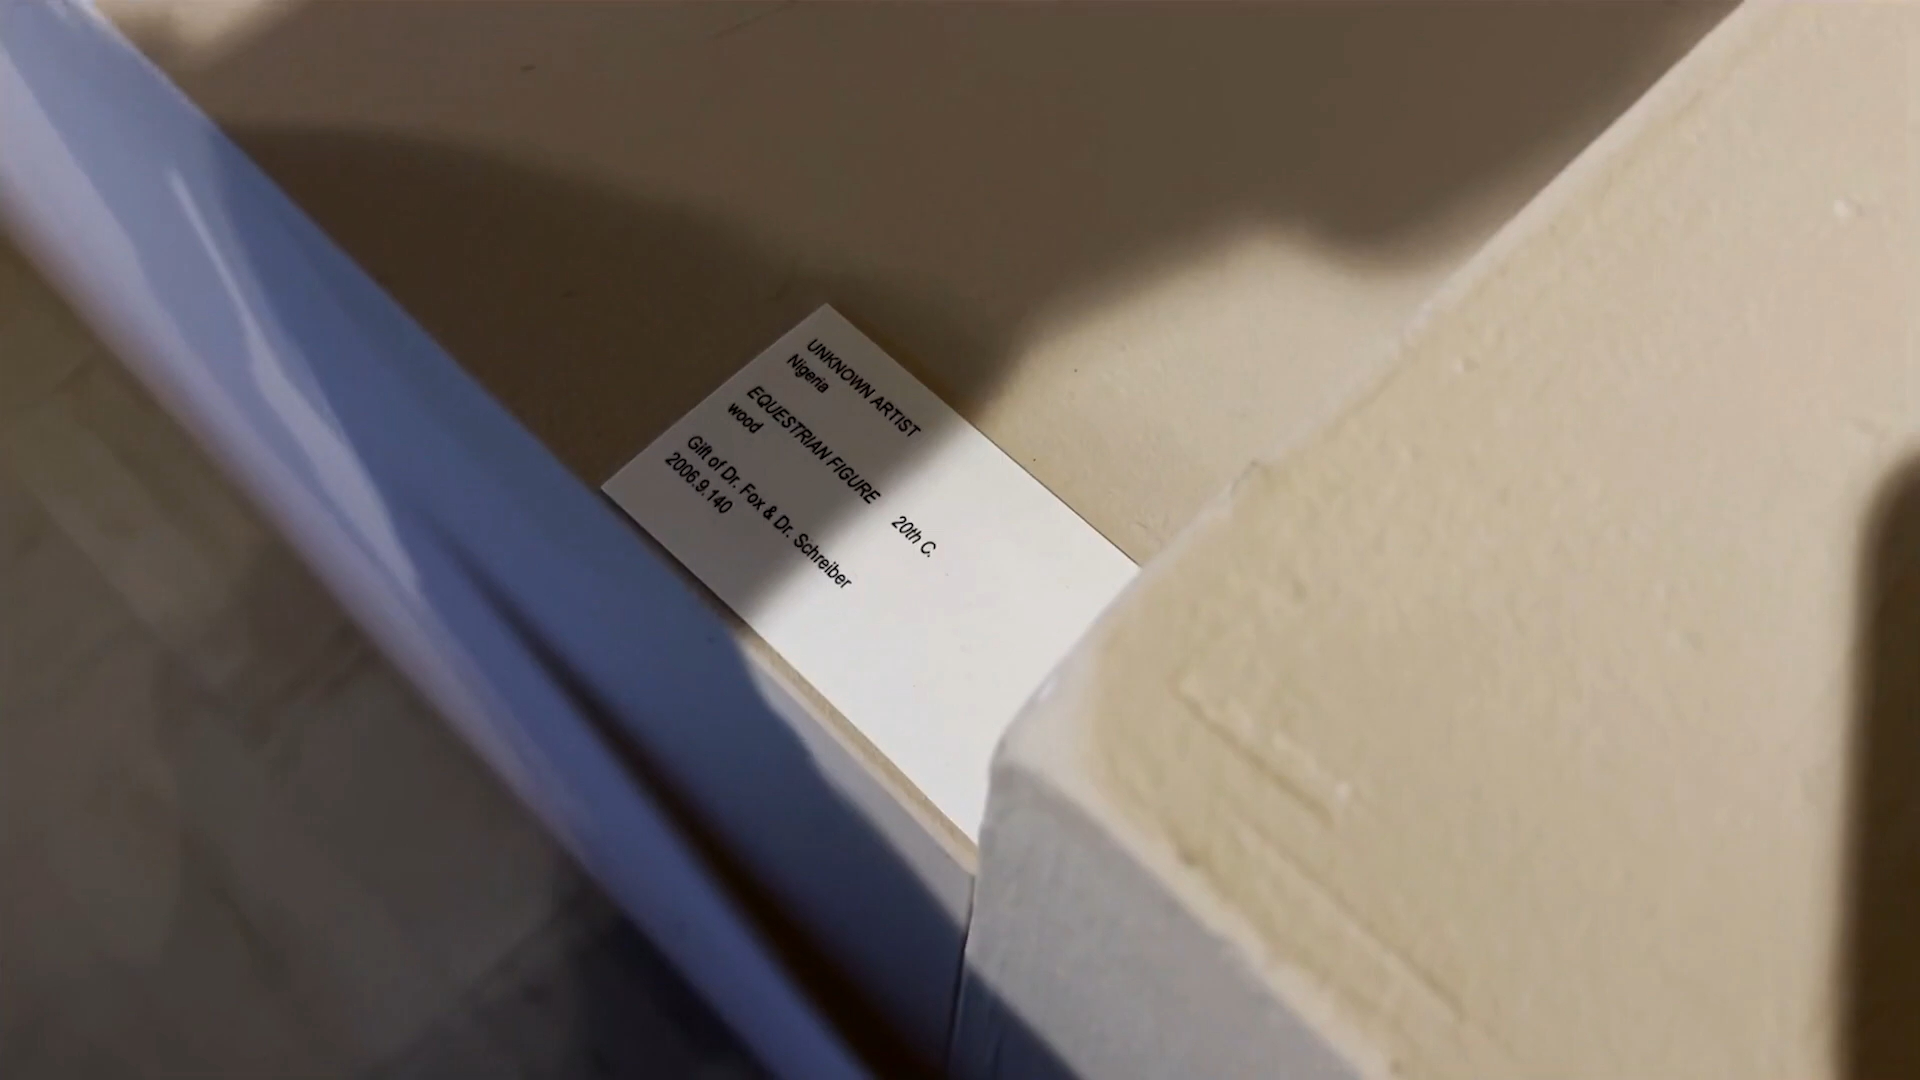 UNKNOWN ARTIST
Nigeria
EQUESTRIAN FIGURE 20th C.
wood
Gift of Dr. Fox & Dr. Schreiber
2006.9.140